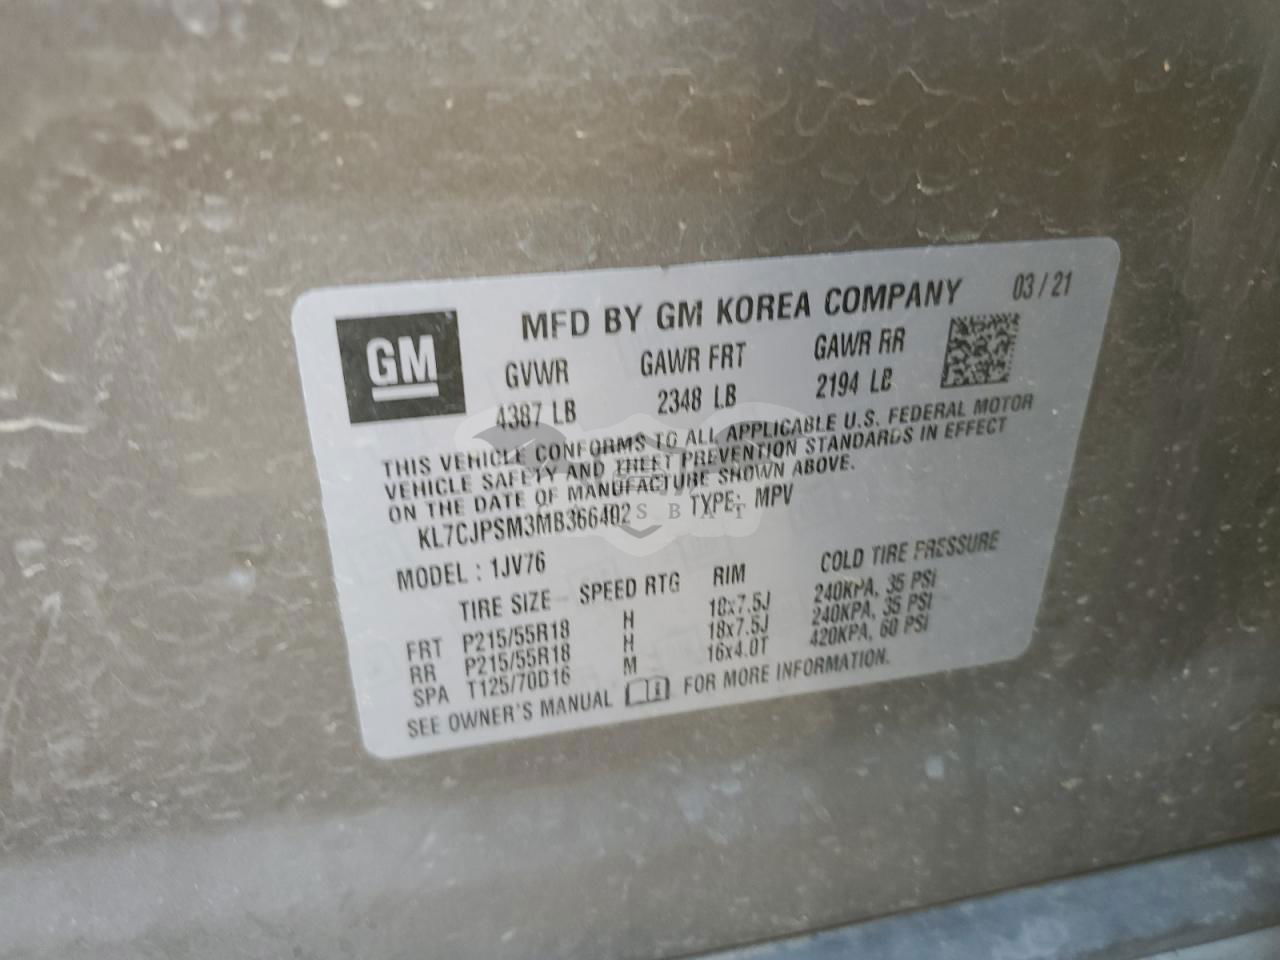 GM
MFD BY GM KOREA COMPANY 03/21
GVWR GAWR FRT GAWR RR
4387 LB 2348 LB 2194 LB
THIS VEHICLE CONFORMS TO ALL APPLICABLE U.S. FEDERAL MOTOR
VEHICLE SAFETY AND THEFT PREVENTION STANDARDS IN EFFECT
ON THE DATE OF MANUFACTURE SHOWN ABOVE.
KL7CJPSM3MB366402 TYPE: MPV
MODEL : 1JV76
TIRE SIZE SPEED RTG RIM COLD TIRE PRESSURE
FRT P215/55R18 H 18x7.5J 240KPA, 35 PSI
RR P215/55R18 H 18x7.5J 240KPA, 35 PSI
SPA T125/70D16 M 16x4.0T 420KPA, 60 PSI
SEE OWNER'S MANUAL FOR MORE INFORMATION.